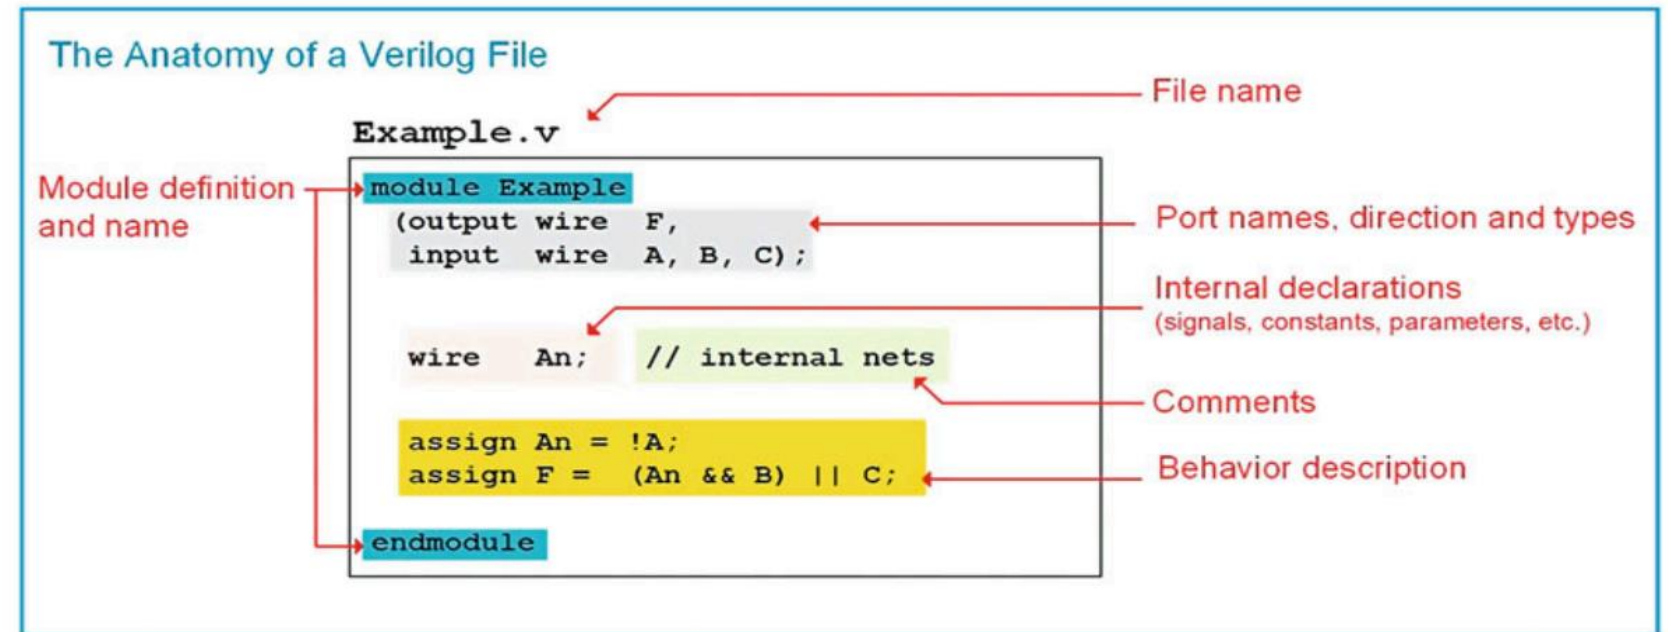 The Anatomy of a Verilog File
File name
Example.v
Module definition
and name
module Example
(output wire F,
input wire A, B, C);
Port names, direction and types
Internal declarations
(signals, constants, parameters, etc.)
wire An; // internal nets
Comments
assign An = !A;
assign F = (An && B) || C;
Behavior description
endmodule